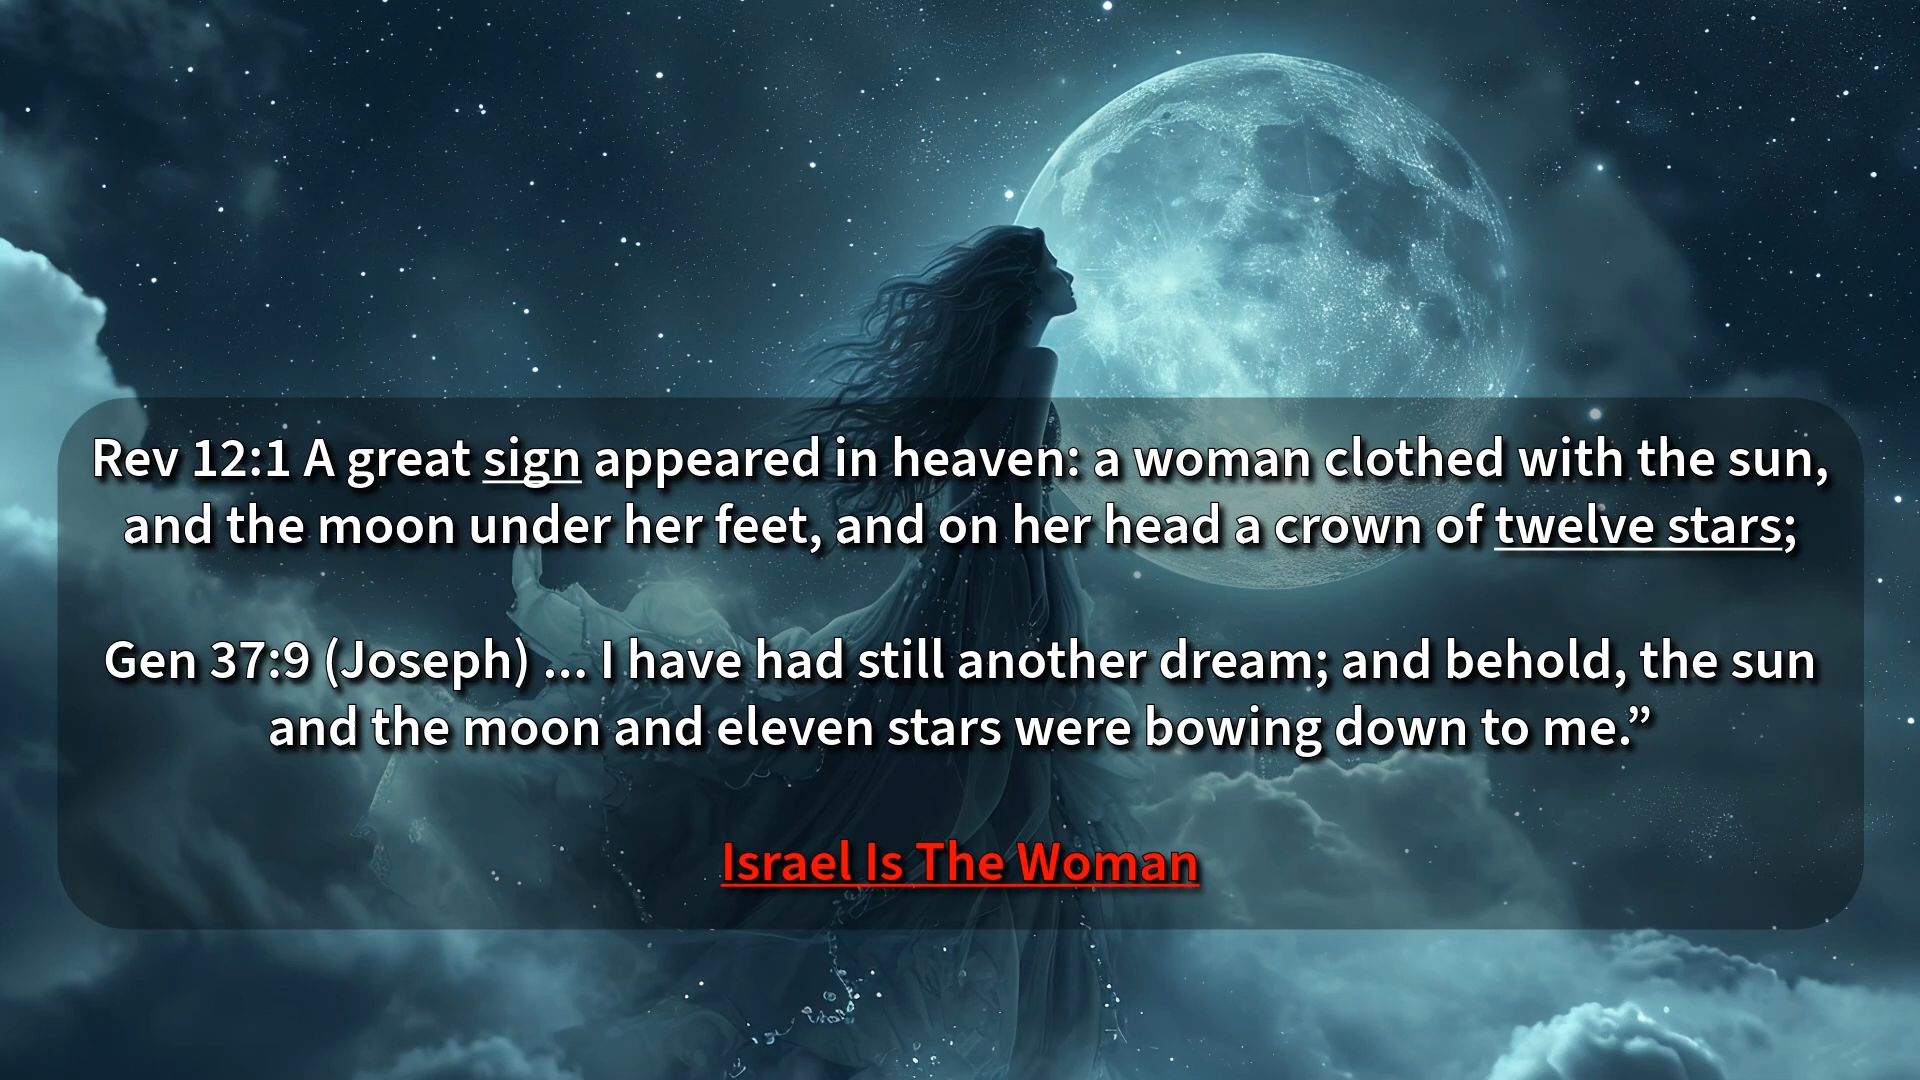 Rev 12:1 A great sign appeared in heaven: a woman clothed with the sun,
and the moon under her feet, and on her head a crown of twelve stars;
Gen 37:9 (Joseph) ... I have had still another dream; and behold, the sun
and the moon and eleven stars were bowing down to me.”
Israel Is The Woman